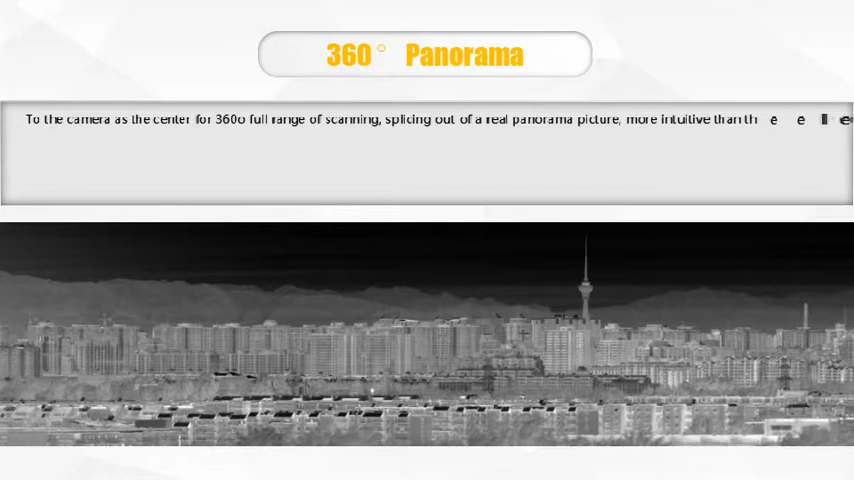 360° Panorama
To the camera as the center for 360o full range of scanning, splicing out of a real panorama picture, more intuitive than th